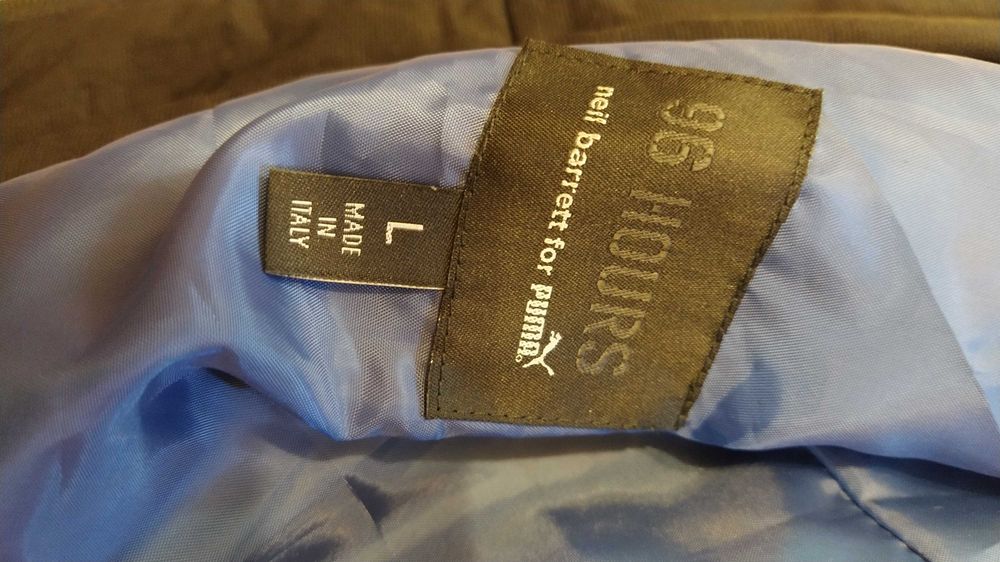 96 HOURS
neil barrett for PUMA
L
MADE
IN
ITALY